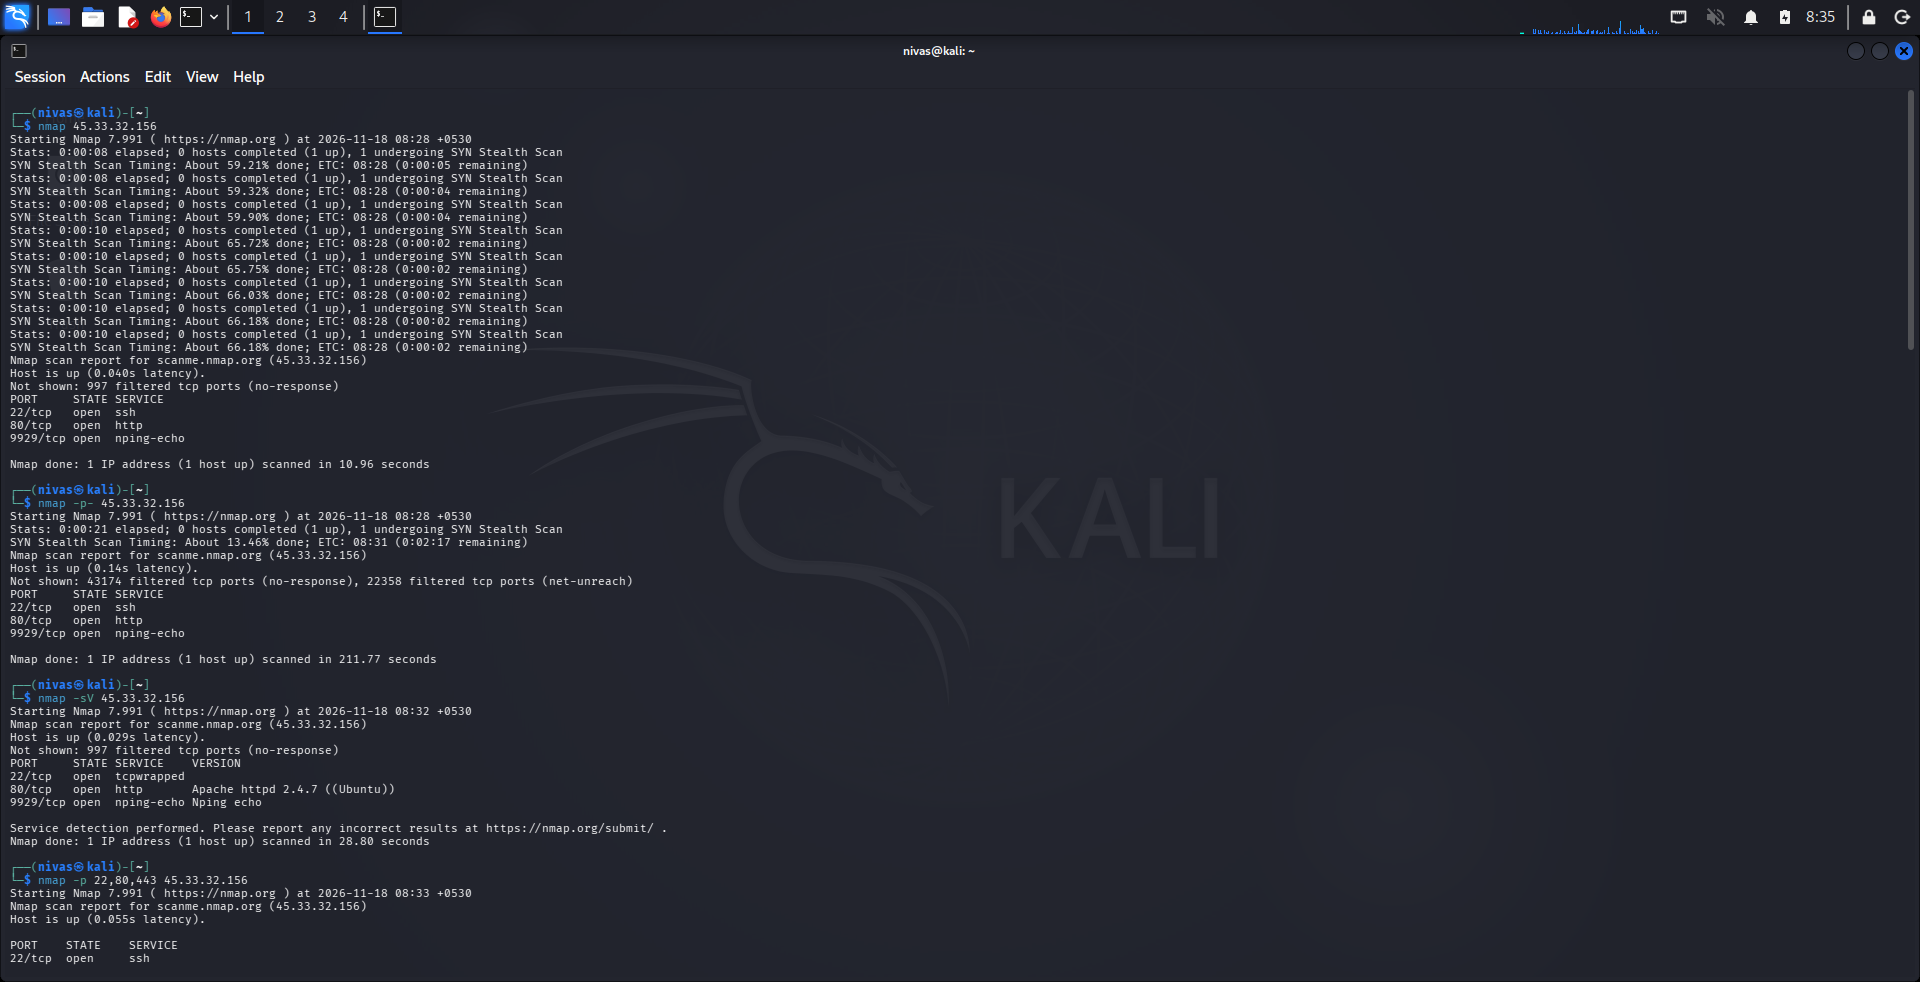 1 2 3 4 8:35
nivas@kali: ~
Session Actions Edit View Help
┌──(nivas㉿kali)-[~]
└─$ nmap 45.33.32.156
Starting Nmap 7.991 ( https://nmap.org ) at 2026-11-18 08:28 +0530
Stats: 0:00:08 elapsed; 0 hosts completed (1 up), 1 undergoing SYN Stealth Scan
SYN Stealth Scan Timing: About 59.21% done; ETC: 08:28 (0:00:05 remaining)
Stats: 0:00:08 elapsed; 0 hosts completed (1 up), 1 undergoing SYN Stealth Scan
SYN Stealth Scan Timing: About 59.32% done; ETC: 08:28 (0:00:04 remaining)
Stats: 0:00:08 elapsed; 0 hosts completed (1 up), 1 undergoing SYN Stealth Scan
SYN Stealth Scan Timing: About 59.90% done; ETC: 08:28 (0:00:04 remaining)
Stats: 0:00:10 elapsed; 0 hosts completed (1 up), 1 undergoing SYN Stealth Scan
SYN Stealth Scan Timing: About 65.72% done; ETC: 08:28 (0:00:02 remaining)
Stats: 0:00:10 elapsed; 0 hosts completed (1 up), 1 undergoing SYN Stealth Scan
SYN Stealth Scan Timing: About 65.75% done; ETC: 08:28 (0:00:02 remaining)
Stats: 0:00:10 elapsed; 0 hosts completed (1 up), 1 undergoing SYN Stealth Scan
SYN Stealth Scan Timing: About 66.03% done; ETC: 08:28 (0:00:02 remaining)
Stats: 0:00:10 elapsed; 0 hosts completed (1 up), 1 undergoing SYN Stealth Scan
SYN Stealth Scan Timing: About 66.18% done; ETC: 08:28 (0:00:02 remaining)
Stats: 0:00:10 elapsed; 0 hosts completed (1 up), 1 undergoing SYN Stealth Scan
SYN Stealth Scan Timing: About 66.18% done; ETC: 08:28 (0:00:02 remaining)
Nmap scan report for scanme.nmap.org (45.33.32.156)
Host is up (0.040s latency).
Not shown: 997 filtered tcp ports (no-response)
PORT     STATE SERVICE
22/tcp   open  ssh
80/tcp   open  http
9929/tcp open  nping-echo
Nmap done: 1 IP address (1 host up) scanned in 10.96 seconds
┌──(nivas㉿kali)-[~]
└─$ nmap -p- 45.33.32.156
Starting Nmap 7.991 ( https://nmap.org ) at 2026-11-18 08:28 +0530
Stats: 0:00:21 elapsed; 0 hosts completed (1 up), 1 undergoing SYN Stealth Scan
SYN Stealth Scan Timing: About 13.46% done; ETC: 08:31 (0:02:17 remaining)
Nmap scan report for scanme.nmap.org (45.33.32.156)
Host is up (0.14s latency).
Not shown: 43174 filtered tcp ports (no-response), 22358 filtered tcp ports (net-unreach)
PORT     STATE SERVICE
22/tcp   open  ssh
80/tcp   open  http
9929/tcp open  nping-echo
Nmap done: 1 IP address (1 host up) scanned in 211.77 seconds
┌──(nivas㉿kali)-[~]
└─$ nmap -sV 45.33.32.156
Starting Nmap 7.991 ( https://nmap.org ) at 2026-11-18 08:32 +0530
Nmap scan report for scanme.nmap.org (45.33.32.156)
Host is up (0.029s latency).
Not shown: 997 filtered tcp ports (no-response)
PORT     STATE SERVICE    VERSION
22/tcp   open  tcpwrapped
80/tcp   open  http       Apache httpd 2.4.7 ((Ubuntu))
9929/tcp open  nping-echo Nping echo
Service detection performed. Please report any incorrect results at https://nmap.org/submit/ .
Nmap done: 1 IP address (1 host up) scanned in 28.80 seconds
┌──(nivas㉿kali)-[~]
└─$ nmap -p 22,80,443 45.33.32.156
Starting Nmap 7.991 ( https://nmap.org ) at 2026-11-18 08:33 +0530
Nmap scan report for scanme.nmap.org (45.33.32.156)
Host is up (0.055s latency).
PORT    STATE    SERVICE
22/tcp  open     ssh
KALI